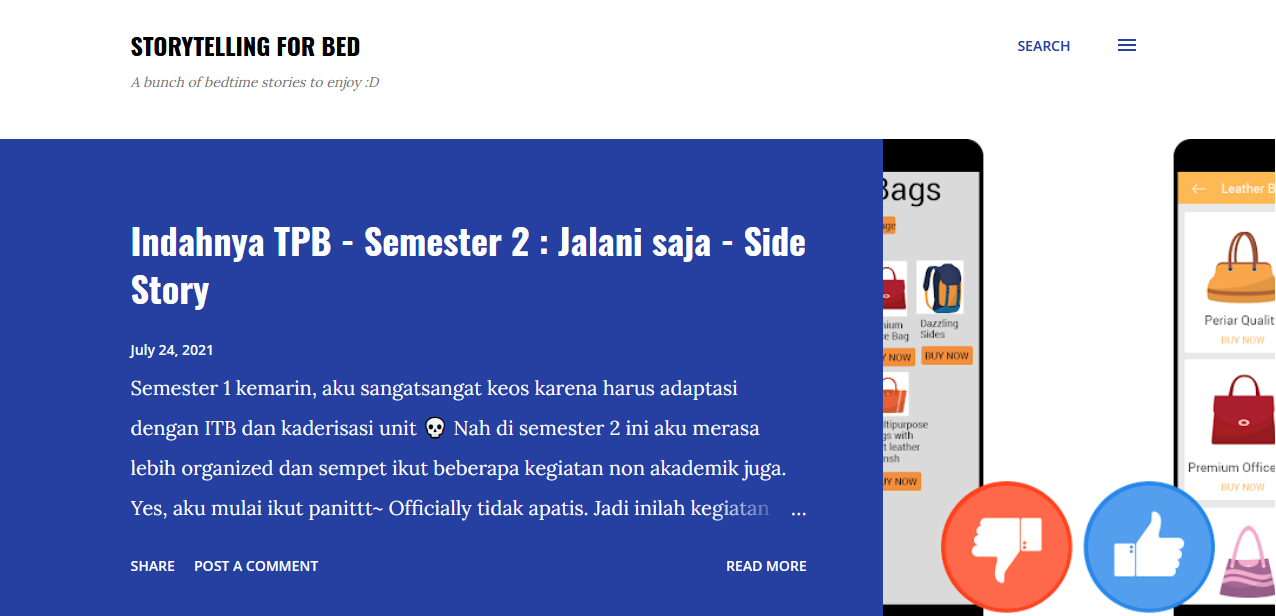 STORYTELLING FOR BED
SEARCH
A bunch of bedtime stories to enjoy :D
Indahnya TPB - Semester 2 : Jalani saja - Side
Story
July 24, 2021
Semester 1 kemarin, aku sangatsangat keos karena harus adaptasi
dengan ITB dan kaderisasi unit 💀 Nah di semester 2 ini aku merasa
lebih organized dan sempet ikut beberapa kegiatan non akademik juga.
Yes, aku mulai ikut panittt~ Officially tidak apatis. Jadi inilah kegiatan ...
SHARE
POST A COMMENT
READ MORE
Bags
Dazzling
Sides
BUY NOW
leather
Leather B
Periar Qualit
BUY NOW
Premium Office
BUY NOW